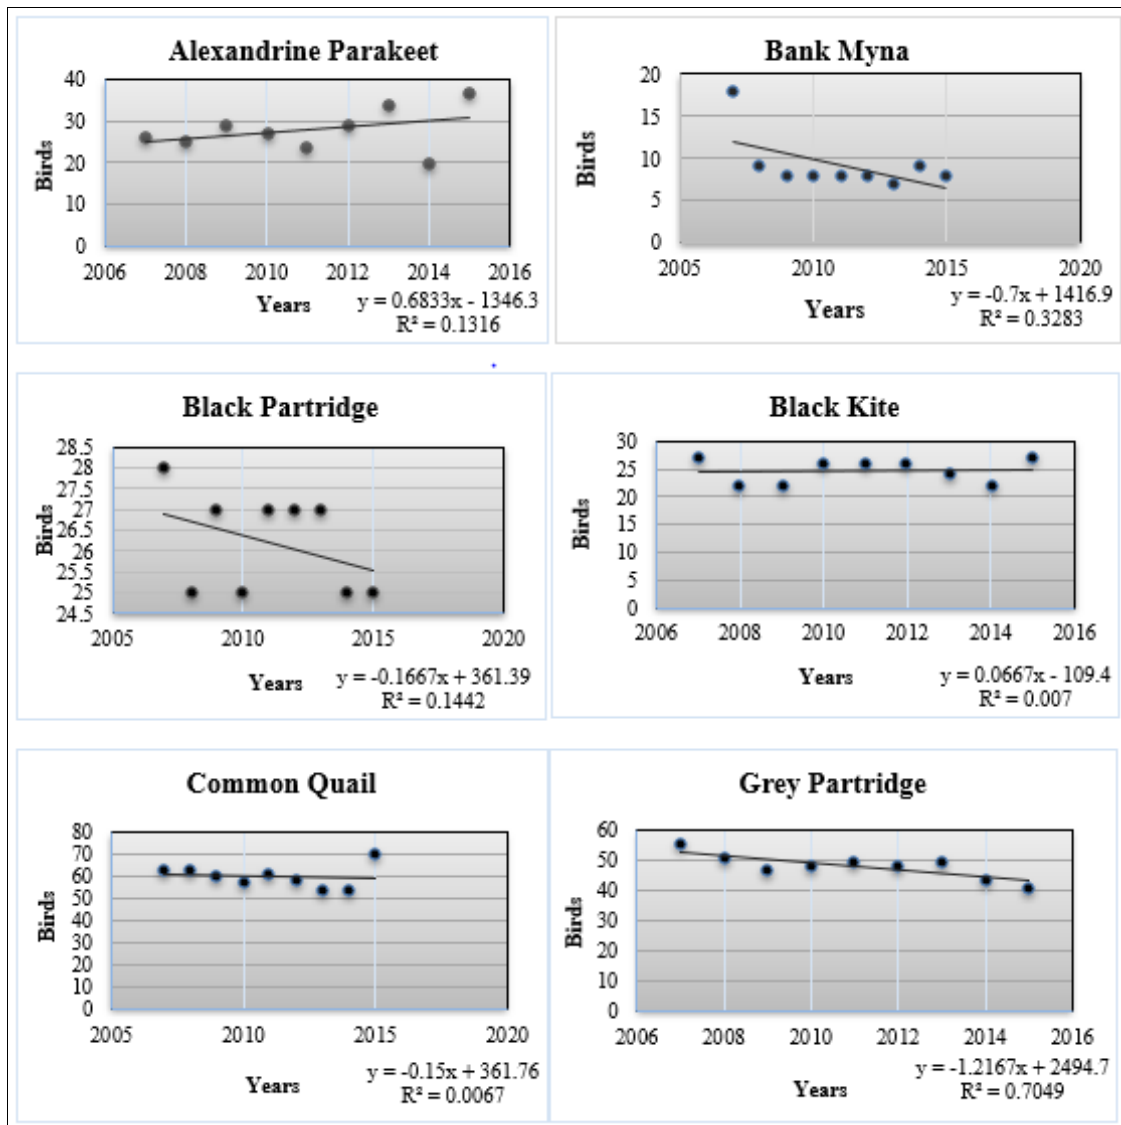 Alexandrine Parakeet
40
30
20
10
0
Birds
2006 2008 2010 2012 2014 2016
Years
y = 0.6833x - 1346.3
R² = 0.1316
Bank Myna
20
15
10
5
0
Birds
2005 2010 2015 2020
Years
y = -0.7x + 1416.9
R² = 0.3283
Black Partridge
28.5
28
27.5
27
26.5
26
25.5
25
24.5
Birds
2005 2010 2015 2020
Years
y = -0.1667x + 361.39
R² = 0.1442
Black Kite
30
25
20
15
10
5
0
Birds
2006 2008 2010 2012 2014 2016
Years
y = 0.0667x - 109.4
R² = 0.007
Common Quail
80
70
60
50
40
30
20
10
0
Birds
2005 2010 2015 2020
Years
y = -0.15x + 361.76
R² = 0.0067
Grey Partridge
60
50
40
30
20
10
0
Birds
2006 2008 2010 2012 2014 2016
Years
y = -1.2167x + 2494.7
R² = 0.7049